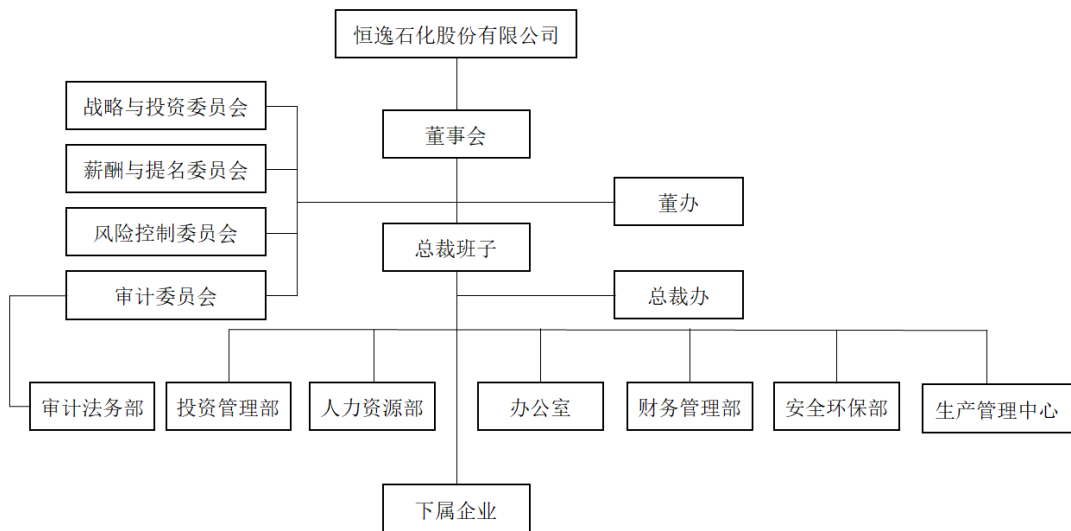 恒逸石化股份有限公司
战略与投资委员会
董事会
薪酬与提名委员会
董办
风险控制委员会
总裁班子
审计委员会
总裁办
审计法务部
投资管理部
人力资源部
办公室
财务管理部
安全环保部
生产管理中心
下属企业